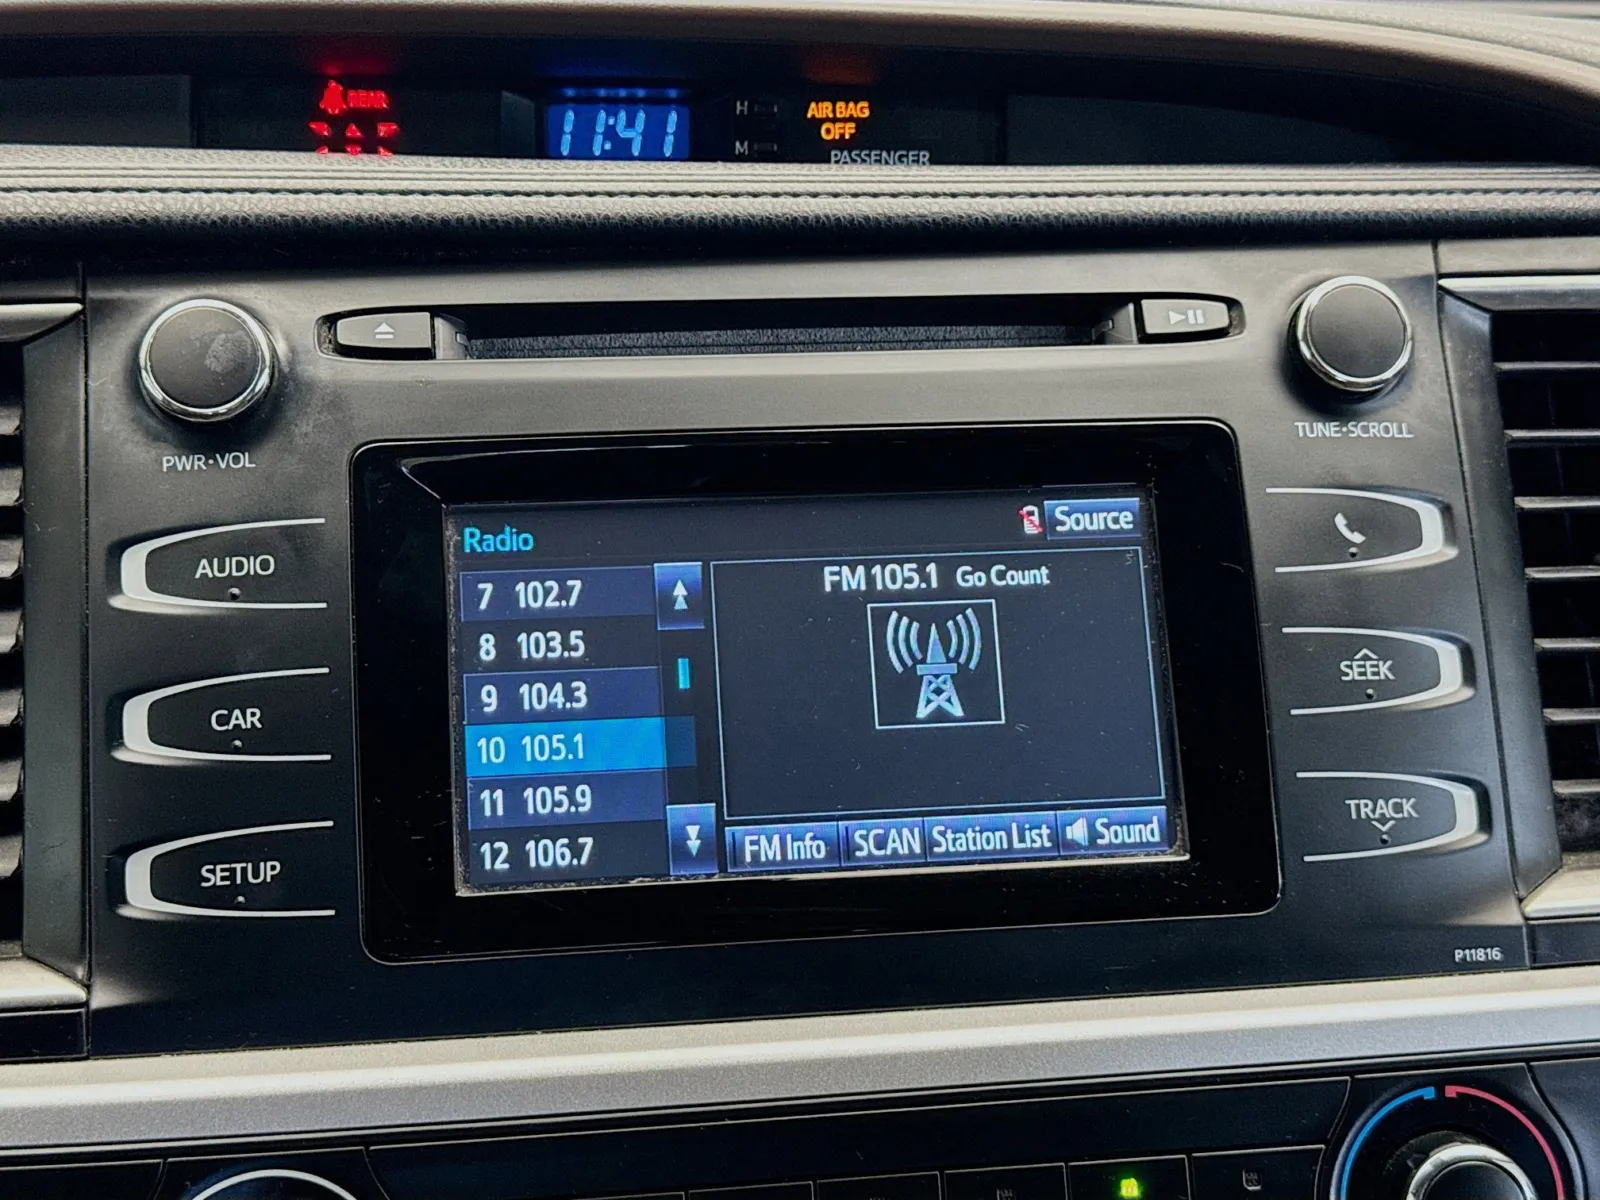 REAR
11:41
H
M
AIR BAG
OFF
PASSENGER
PWR•VOL
TUNE•SCROLL
AUDIO
CAR
SETUP
Radio
Source
7 102.7
8 103.5
9 104.3
10 105.1
11 105.9
12 106.7
FM 105.1 Go Count
FM Info
SCAN
Station List
Sound
SEEK
TRACK
P11816